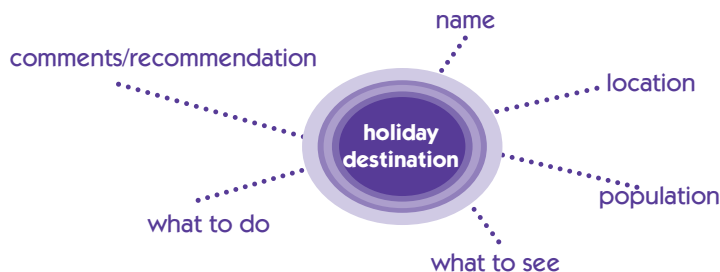 name
comments/recommendation
location
holiday
destination
population
what to do
what to see